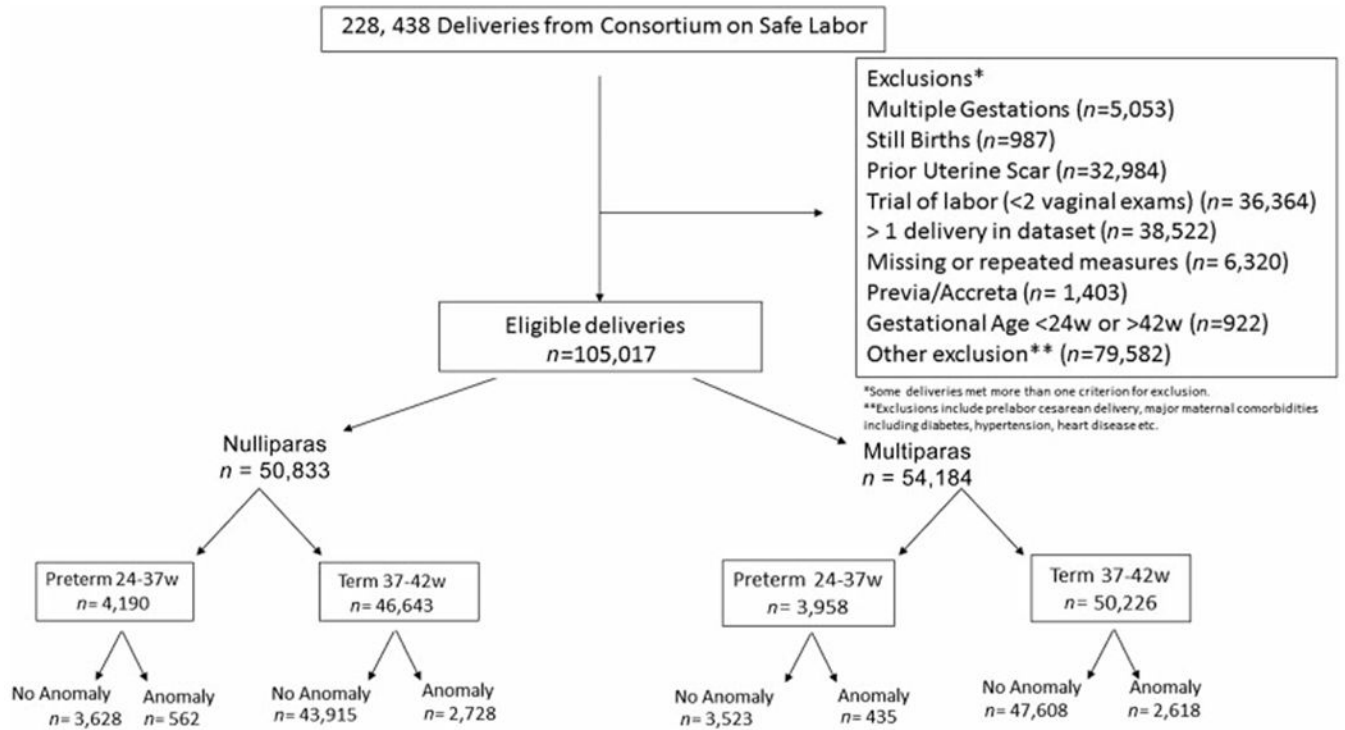 228, 438 Deliveries from Consortium on Safe Labor
Exclusions*
Multiple Gestations (n=5,053)
Still Births (n=987)
Prior Uterine Scar (n=32,984)
Trial of labor (<2 vaginal exams) (n= 36,364)
> 1 delivery in dataset (n= 38,522)
Missing or repeated measures (n= 6,320)
Previa/Accreta (n= 1,403)
Gestational Age <24w or >42w (n=922)
Other exclusion** (n=79,582)
*Some deliveries met more than one criterion for exclusion.
**Exclusions include prelabor cesarean delivery, major maternal comorbidities
including diabetes, hypertension, heart disease etc.
Eligible deliveries
n=105,017
Nulliparas
n = 50,833
Multiparas
n = 54,184
Preterm 24-37w
n= 4,190
Term 37-42w
n= 46,643
Preterm 24-37w
n= 3,958
Term 37-42w
n= 50,226
No Anomaly
n= 3,628
Anomaly
n= 562
No Anomaly
n= 43,915
Anomaly
n= 2,728
No Anomaly
n= 3,523
Anomaly
n= 435
No Anomaly
n= 47,608
Anomaly
n= 2,618